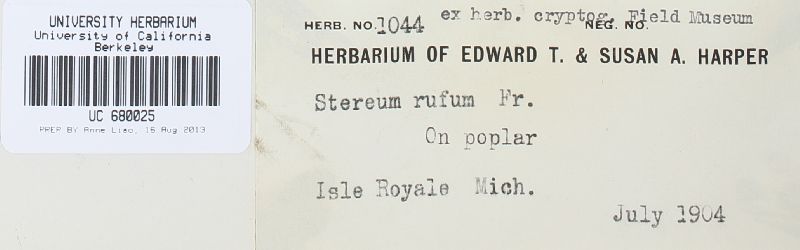 UNIVERSITY HERBARIUM
University of California
Berkeley
UC 680025
PREP BY Anne Liao, 16 Aug 2013
ex herb. cryptog. Field Museum
HERB. NO. 1044 NEG. NO.
HERBARIUM OF EDWARD T. & SUSAN A. HARPER
Stereum rufum Fr.
On poplar
Isle Royale Mich.
July 1904